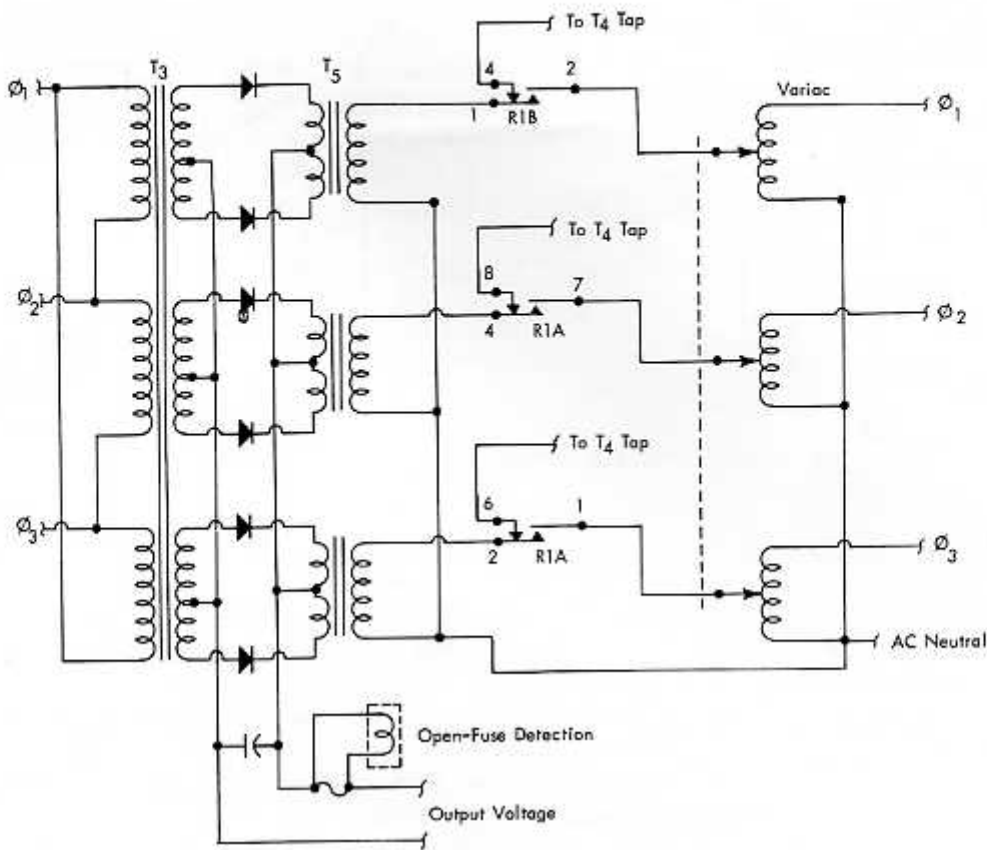 To T4 Tap
T3
T5
4
2
Ø1
Variac
Ø1
1
R1B
To T4 Tap
8
7
Ø2
Ø2
4
R1A
To T4 Tap
6
1
Ø3
2
R1A
Ø3
AC Neutral
Open-Fuse Detection
Output Voltage